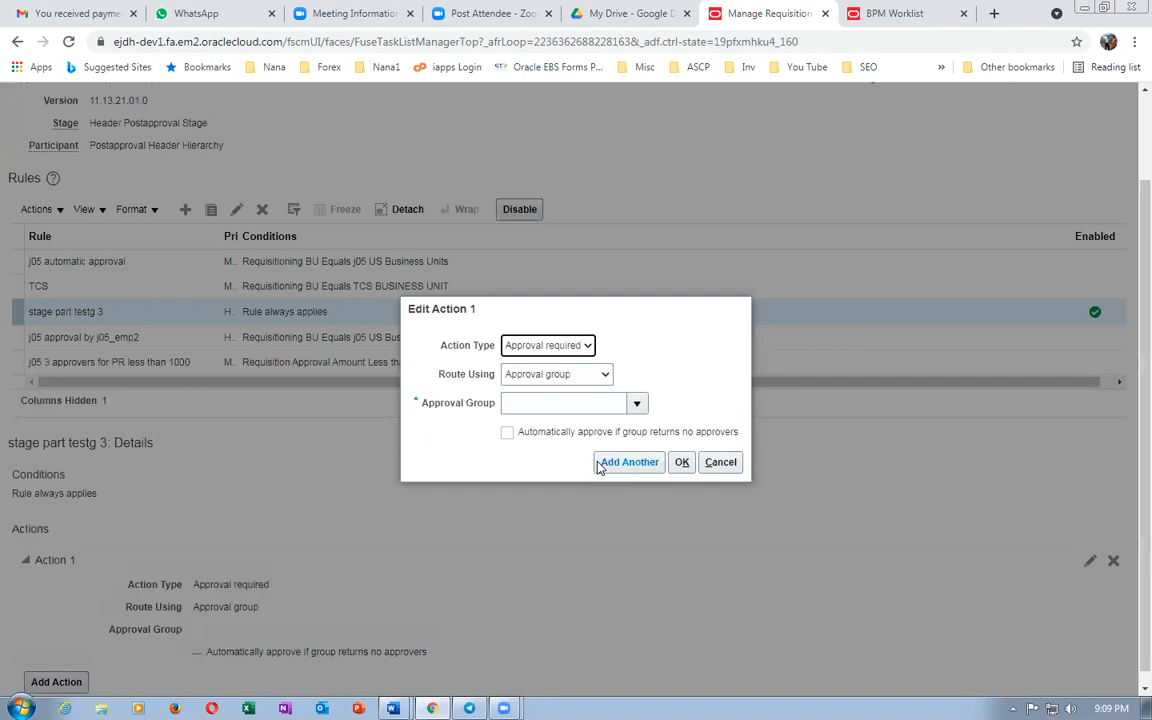 You received payme
WhatsApp
Meeting Information
Post Attendee - Zoo
My Drive - Google D
Manage Requisition
BPM Worklist
ejdh-dev1.fa.em2.oraclecloud.com/fscmUI/faces/FuseTaskListManagerTop?_afrLoop=2236362688228163&_adf.ctrl-state=19pfxmhku4_160
Apps
Suggested Sites
Bookmarks
Nana
Forex
Nana1
iapps Login
Oracle EBS Forms P...
Misc
ASCP
Inv
You Tube
SEO
»
Other bookmarks
Reading list
Version 11.13.21.01.0
Stage Header Postapproval Stage
Participant Postapproval Header Hierarchy
Rules
Actions View Format Freeze Detach Wrap Disable
Rule Pri Conditions Enabled
j05 automatic approval M.. Requisitioning BU Equals j05 US Business Units
TCS M.. Requisitioning BU Equals TCS BUSINESS UNIT
stage part testg 3 H.. Rule always applies
j05 approval by j05_emp2 H.. Requisitioning BU Equals j05 US Bus
j05 3 approvers for PR less than 1000 M.. Requisition Approval Amount Less tha
Columns Hidden 1
Edit Action 1
Action Type Approval required
Route Using Approval group
* Approval Group
Automatically approve if group returns no approvers
Add Another OK Cancel
stage part testg 3: Details
Conditions
Rule always applies
Actions
Action 1
Action Type Approval required
Route Using Approval group
Approval Group
Automatically approve if group returns no approvers
Add Action
9:09 PM